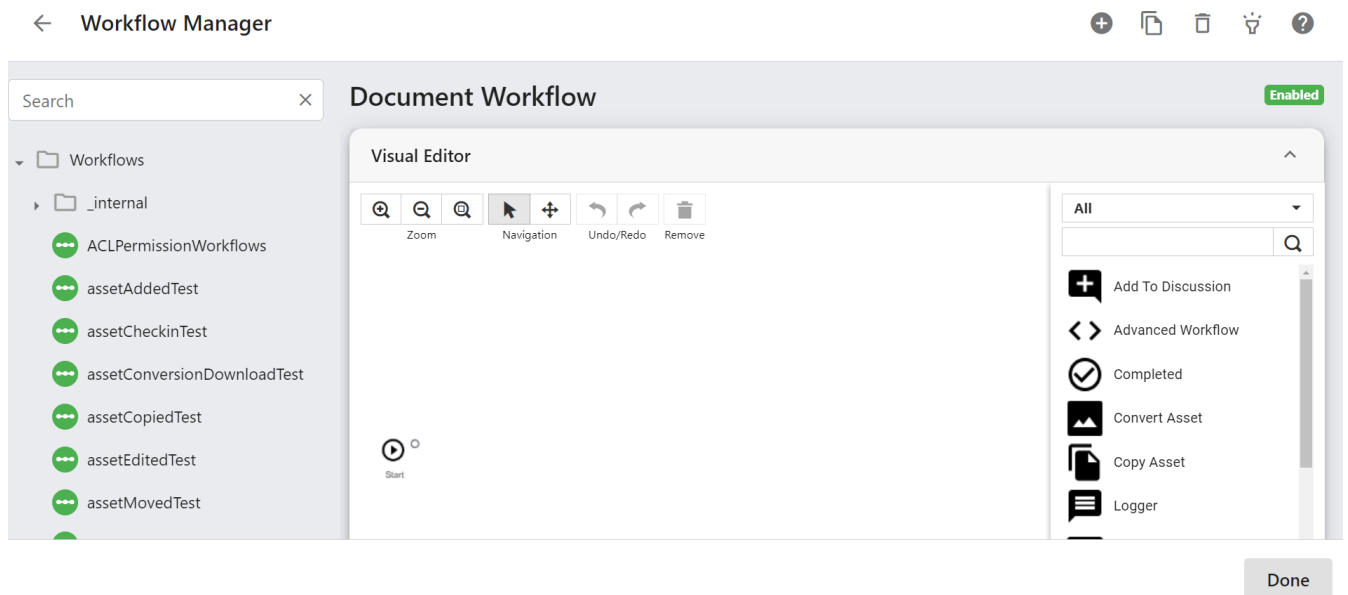 Workflow Manager
Search
Document Workflow
Enabled
Workflows
_internal
ACLPermissionWorkflows
assetAddedTest
assetCheckinTest
assetConversionDownloadTest
assetCopiedTest
assetEditedTest
assetMovedTest
Visual Editor
Zoom
Navigation
Undo/Redo
Remove
Start
All
Add To Discussion
Advanced Workflow
Completed
Convert Asset
Copy Asset
Logger
Done